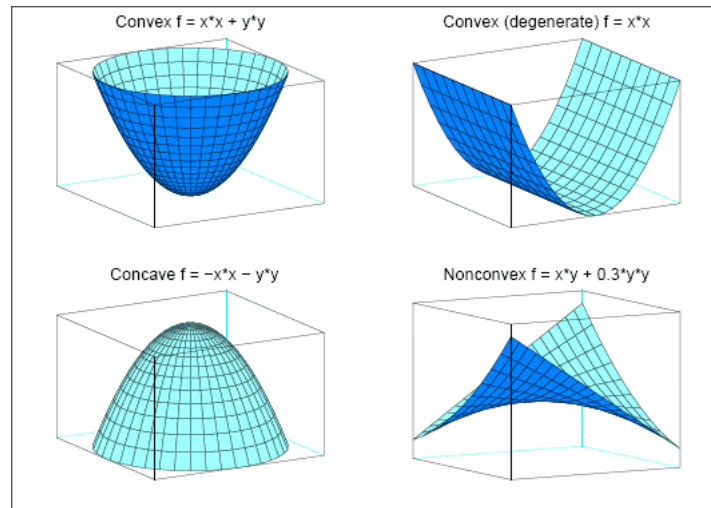 Convex f = x*x + y*y
Convex (degenerate) f = x*x
Concave f = −x*x − y*y
Nonconvex f = x*y + 0.3*y*y